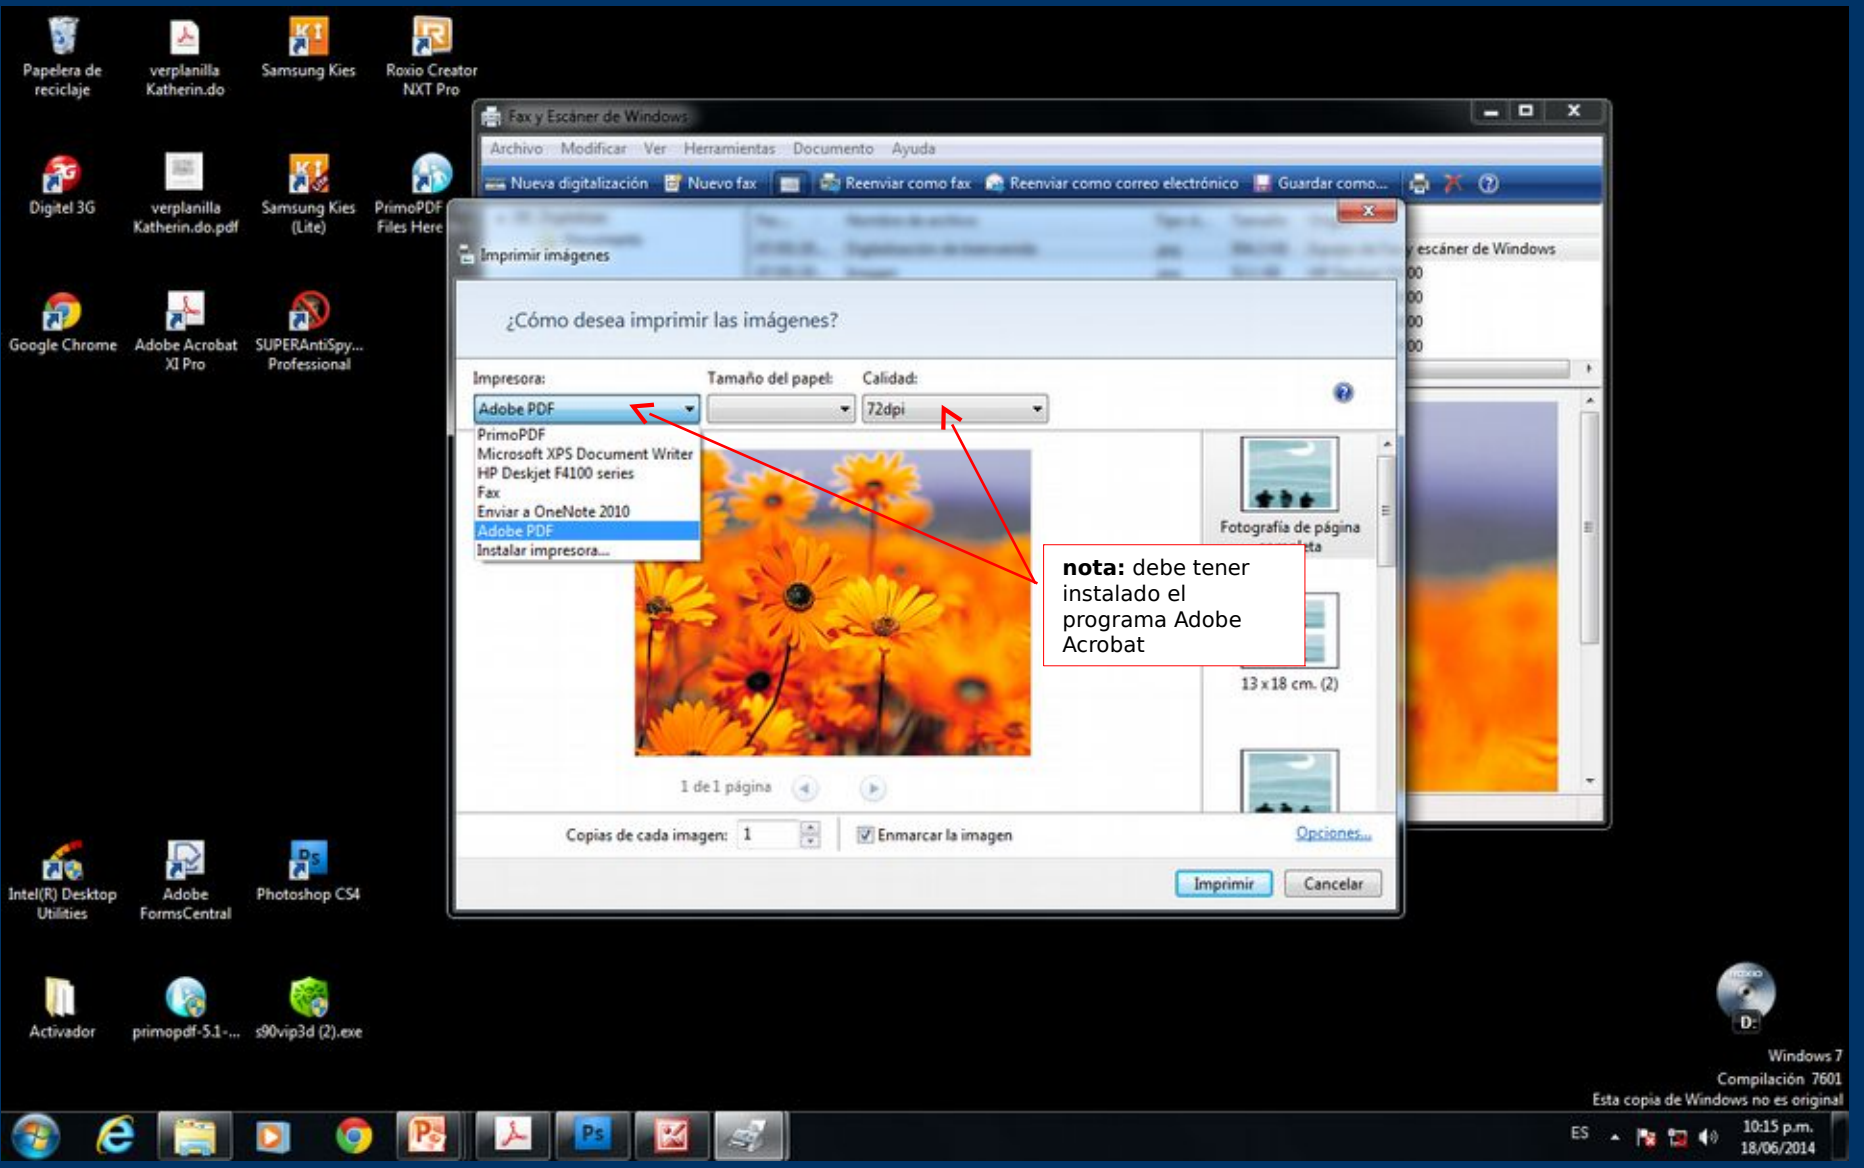 Papelera de
reciclaje
verplanilla
Katherin.do
Samsung Kies
Roxio Creator
NXT Pro
Digitel 3G
verplanilla
Katherin.do.pdf
Samsung Kies
(Lite)
PrimoPDF
Files Here
Google Chrome
Adobe Acrobat
XI Pro
SUPERAntiSpy...
Professional
Fax y Escáner de Windows
Archivo Modificar Ver Herramientas Documento Ayuda
Nueva digitalización Nuevo fax Reenviar como fax Reenviar como correo electrónico Guardar como...
y escáner de Windows
00
00
00
00
Imprimir imágenes
¿Cómo desea imprimir las imágenes?
Impresora: Tamaño del papel: Calidad:
Adobe PDF 72dpi
PrimoPDF
Microsoft XPS Document Writer
HP Deskjet F4100 series
Fax
Enviar a OneNote 2010
Adobe PDF
Instalar impresora...
Fotografía de página
nota: debe tener
instalado el
programa Adobe
Acrobat
13 x 18 cm. (2)
1 de 1 página
Copias de cada imagen: 1 Enmarcar la imagen Opciones...
Imprimir Cancelar
Intel(R) Desktop
Utilities
Adobe
FormsCentral
Photoshop CS4
Activador
primopdf-5.1-...
s90vip3d (2).exe
D:
Windows 7
Compilación 7601
Esta copia de Windows no es original
ES
10:15 p.m.
18/06/2014